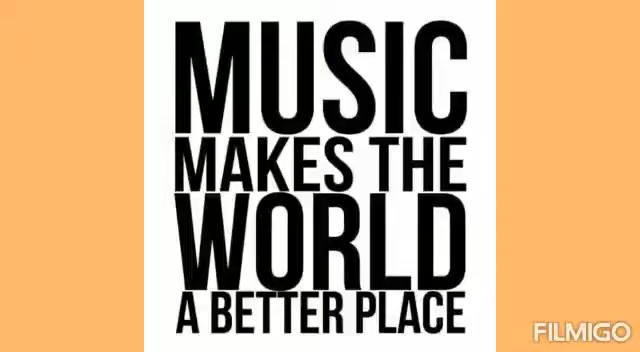 MUSIC
MAKES THE
WORLD
A BETTER PLACE
FILMIGO